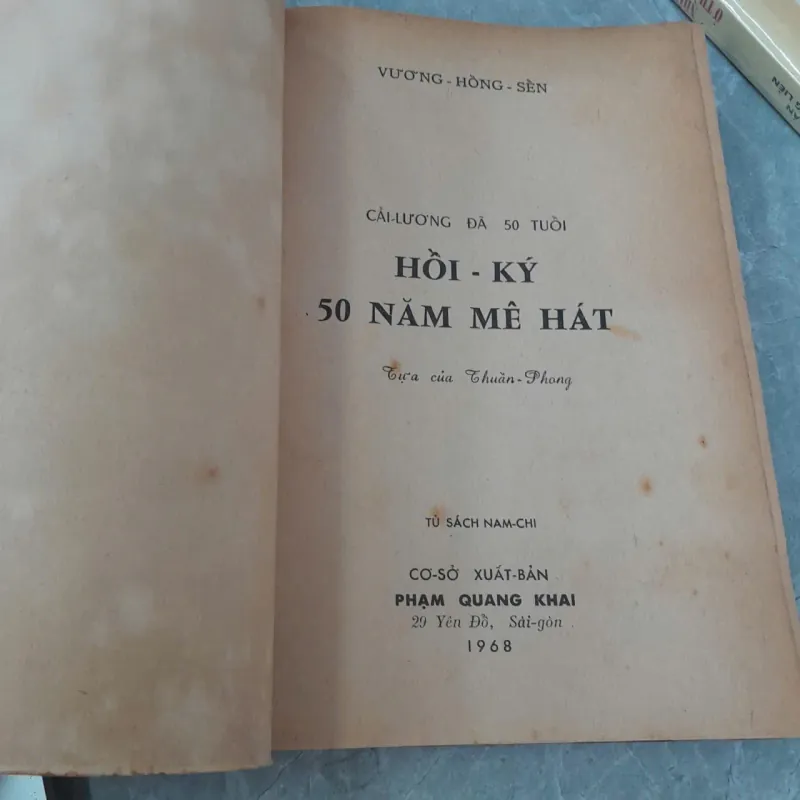 VƯƠNG - HỒNG - SỂN
CẢI-LƯƠNG ĐÃ 50 TUỔI
HỒI - KÝ
50 NĂM MÊ HÁT
Tựa của Thuần-Phong
TỦ SÁCH NAM-CHI
CƠ-SỞ XUẤT-BẢN
PHẠM QUANG KHAI
29 Yên Đỗ, Sài-gòn
1968